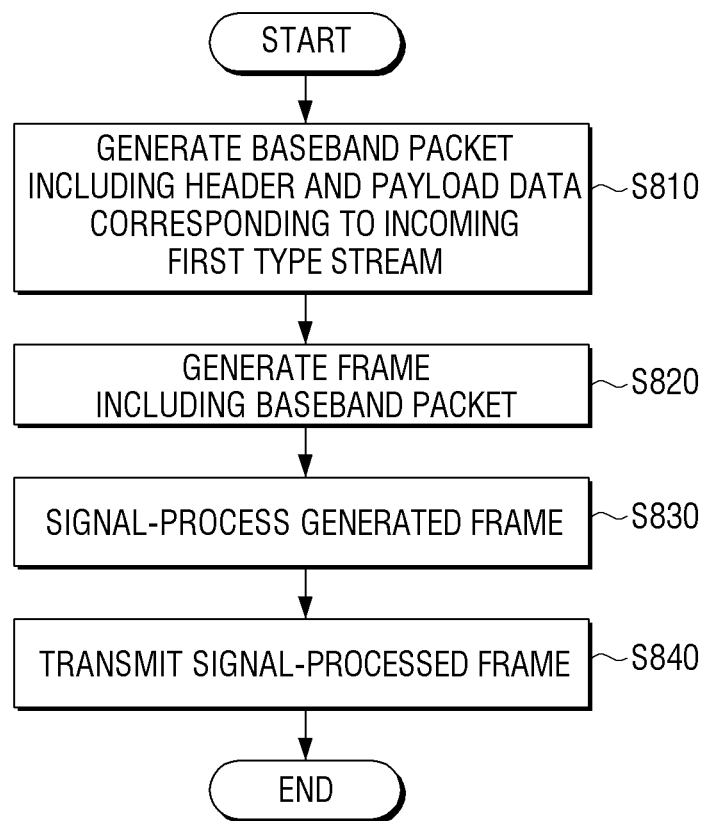 START
GENERATE BASEBAND PACKET
INCLUDING HEADER AND PAYLOAD DATA
CORRESPONDING TO INCOMING
FIRST TYPE STREAM
S810
GENERATE FRAME
INCLUDING BASEBAND PACKET
S820
SIGNAL-PROCESS GENERATED FRAME
S830
TRANSMIT SIGNAL-PROCESSED FRAME
S840
END